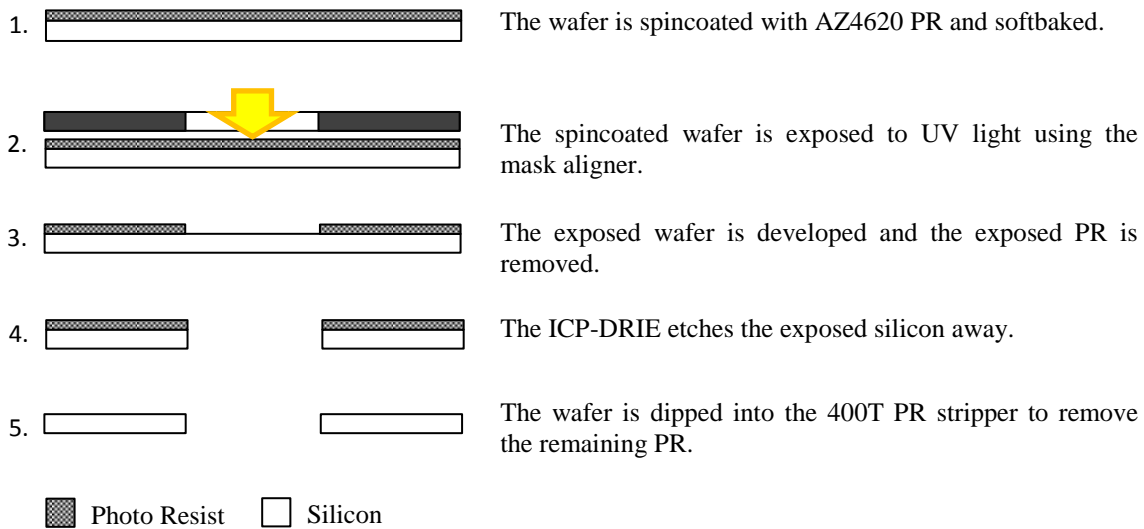 1. The wafer is spincoated with AZ4620 PR and softbaked.
2. The spincoated wafer is exposed to UV light using the
mask aligner.
3. The exposed wafer is developed and the exposed PR is
removed.
4. The ICP-DRIE etches the exposed silicon away.
5. The wafer is dipped into the 400T PR stripper to remove
the remaining PR.
Photo Resist Silicon